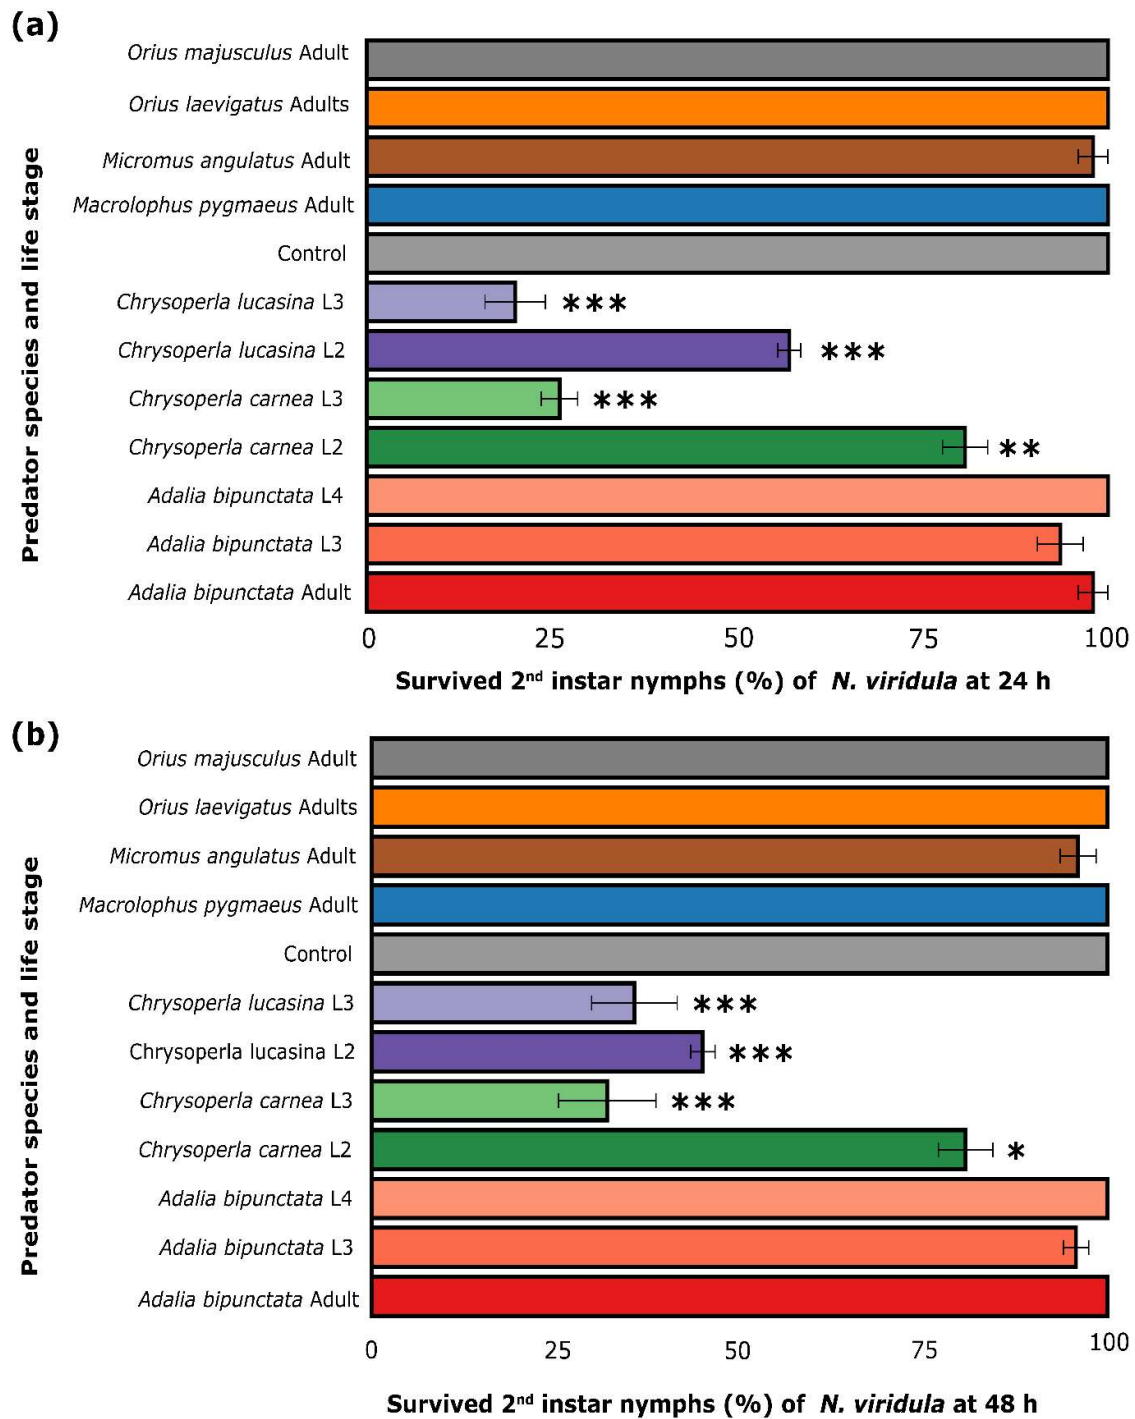 (a)
Predator species and life stage
Orius majusculus Adult
Orius laevigatus Adults
Micromus angulatus Adult
Macrolophus pygmaeus Adult
Control
Chrysoperla lucasina L3
***
Chrysoperla lucasina L2
***
Chrysoperla carnea L3
***
Chrysoperla carnea L2
**
Adalia bipunctata L4
Adalia bipunctata L3
Adalia bipunctata Adult
0 25 50 75 100
Survived 2nd instar nymphs (%) of N. viridula at 24 h
(b)
Predator species and life stage
Orius majusculus Adult
Orius laevigatus Adults
Micromus angulatus Adult
Macrolophus pygmaeus Adult
Control
Chrysoperla lucasina L3
***
Chrysoperla lucasina L2
***
Chrysoperla carnea L3
***
Chrysoperla carnea L2
*
Adalia bipunctata L4
Adalia bipunctata L3
Adalia bipunctata Adult
0 25 50 75 100
Survived 2nd instar nymphs (%) of N. viridula at 48 h